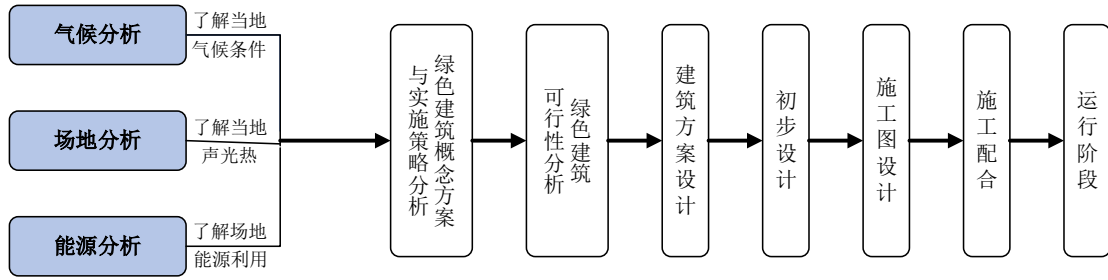 气候分析
了解当地
气候条件
场地分析
了解当地
声光热
能源分析
了解场地
能源利用
绿色建筑概念方案
与实施策略分析
绿色建筑
可行性分析
建筑方案设计
初步设计
施工图设计
施工配合
运行阶段